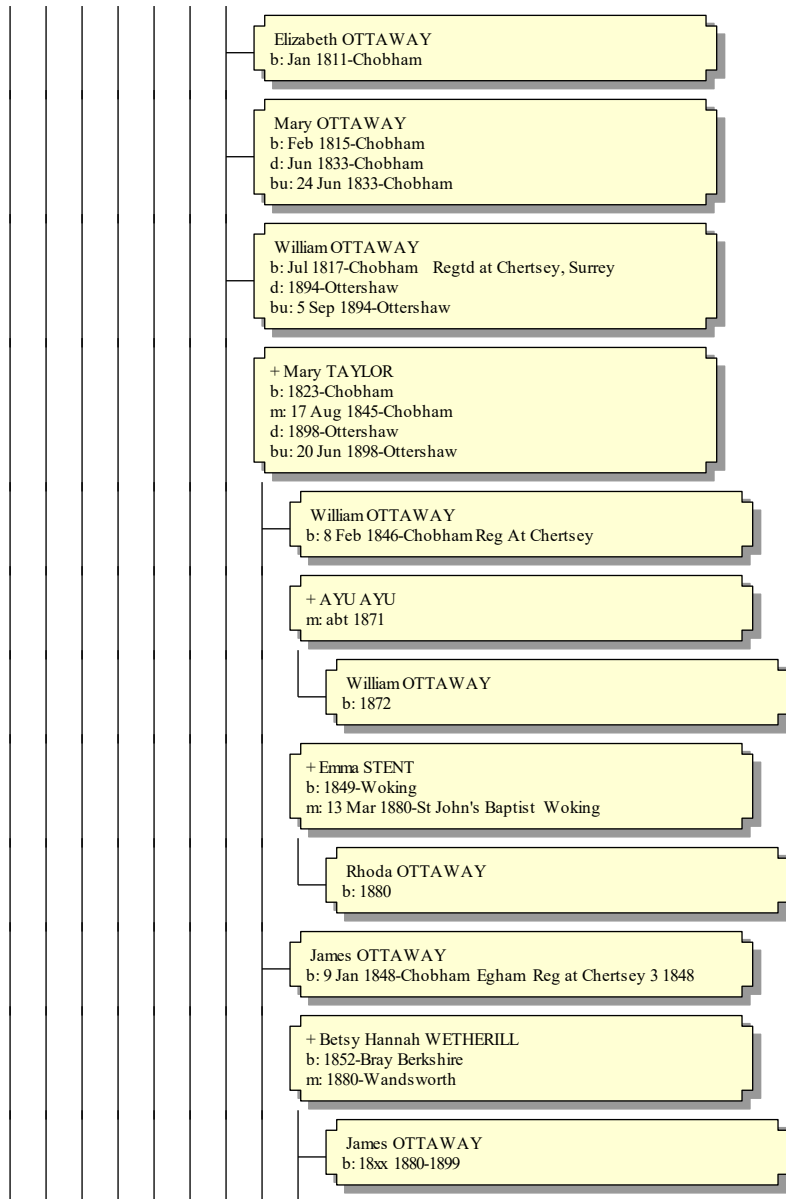 Elizabeth OTTAWAY
b: Jan 1811-Chobham
Mary OTTAWAY
b: Feb 1815-Chobham
d: Jun 1833-Chobham
bu: 24 Jun 1833-Chobham
William OTTAWAY
b: Jul 1817-Chobham Regtd at Chertsey, Surrey
d: 1894-Ottershaw
bu: 5 Sep 1894-Ottershaw
+ Mary TAYLOR
b: 1823-Chobham
m: 17 Aug 1845-Chobham
d: 1898-Ottershaw
bu: 20 Jun 1898-Ottershaw
William OTTAWAY
b: 8 Feb 1846-Chobham Reg At Chertsey
+ AYU AYU
m: abt 1871
William OTTAWAY
b: 1872
+ Emma STENT
b: 1849-Woking
m: 13 Mar 1880-St John's Baptist Woking
Rhoda OTTAWAY
b: 1880
James OTTAWAY
b: 9 Jan 1848-Chobham Egham Reg at Chertsey 3 1848
+ Betsy Hannah WETHERILL
b: 1852-Bray Berkshire
m: 1880-Wandsworth
James OTTAWAY
b: 18xx 1880-1899